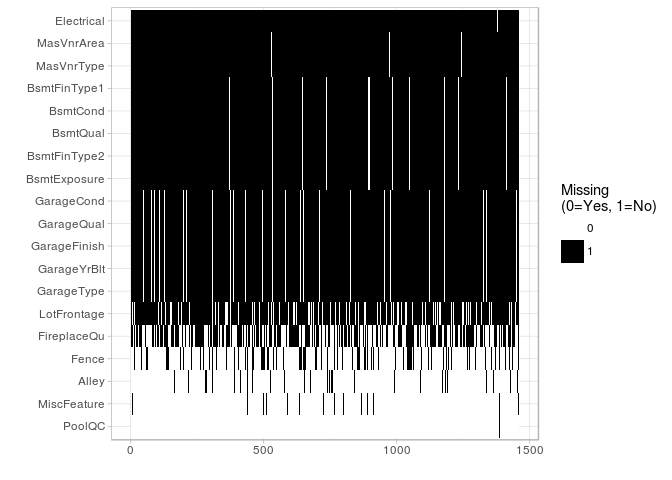 Electrical
MasVnrArea
MasVnrType
BsmtFinType1
BsmtCond
BsmtQual
BsmtFinType2
BsmtExposure
GarageCond
GarageQual
GarageFinish
GarageYrBlt
GarageType
LotFrontage
FireplaceQu
Fence
Alley
MiscFeature
PoolQC
0 500 1000 1500
Missing
(0=Yes, 1=No)
0
1